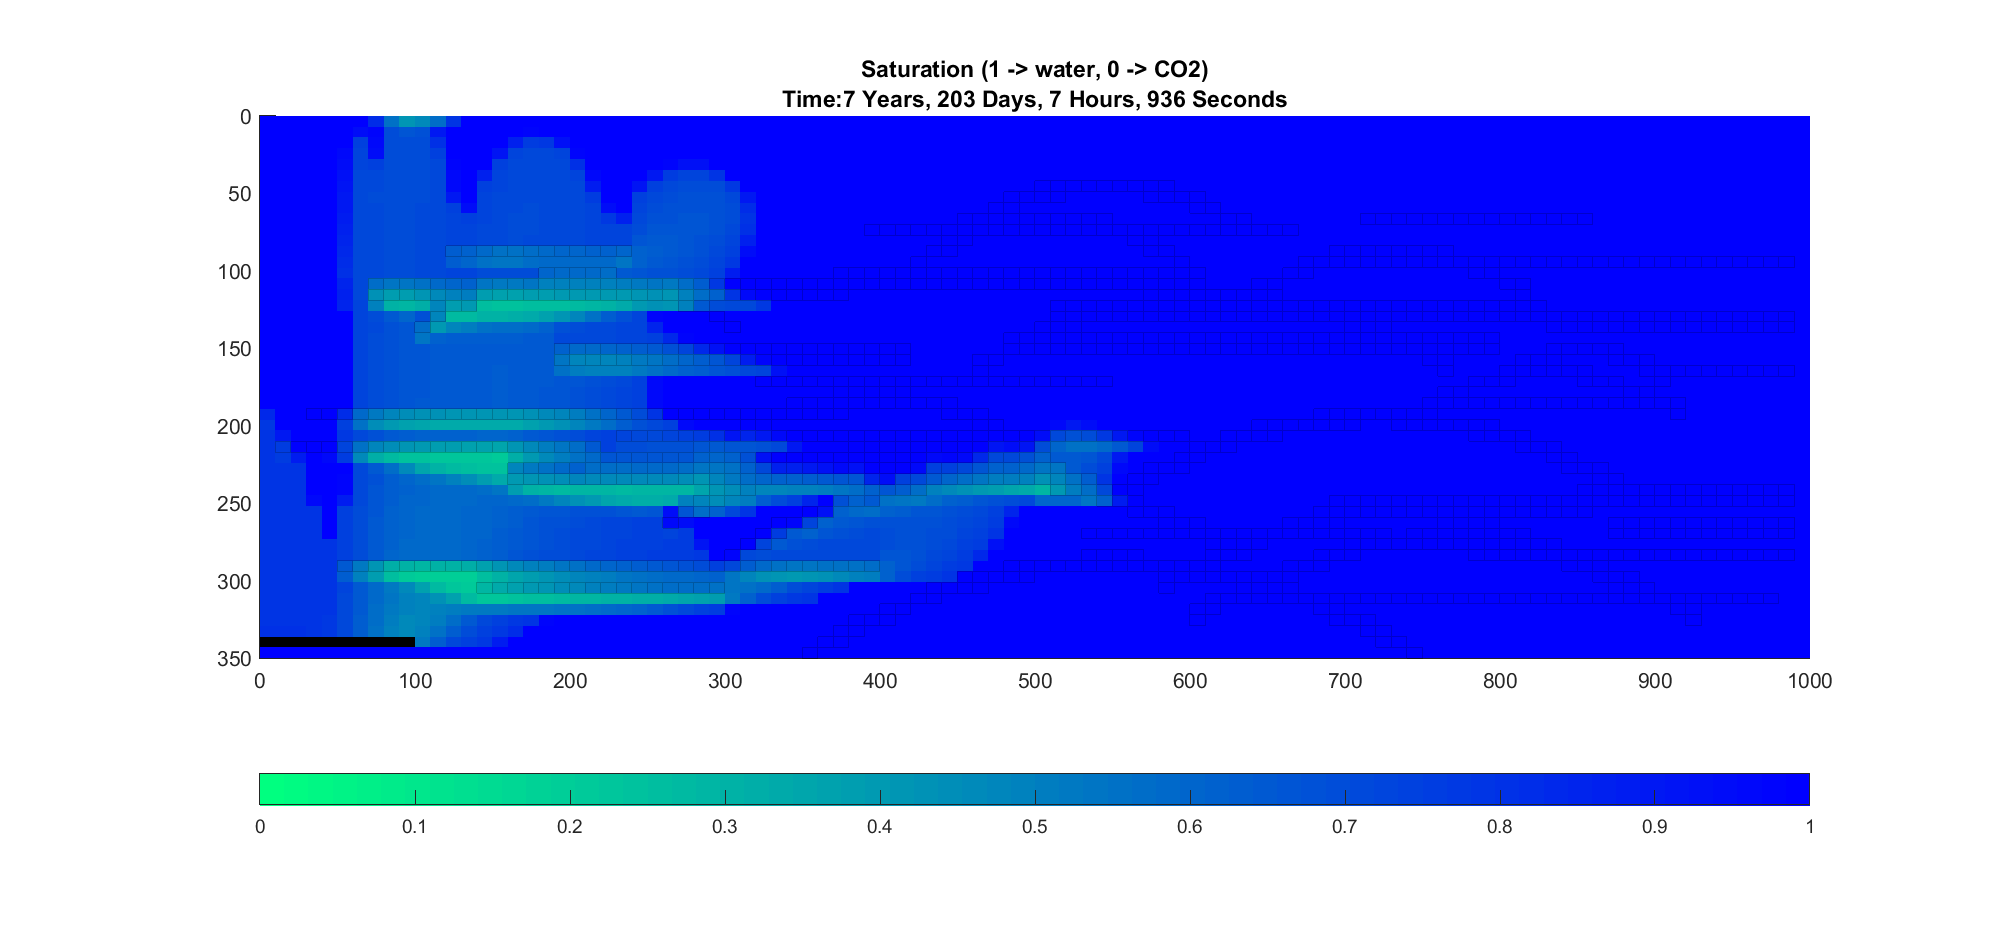 Saturation (1 -> water, 0 -> CO2)
Time:7 Years, 203 Days, 7 Hours, 936 Seconds
0
50
100
150
200
250
300
350
0 100 200 300 400 500 600 700 800 900 1000
0 0.1 0.2 0.3 0.4 0.5 0.6 0.7 0.8 0.9 1